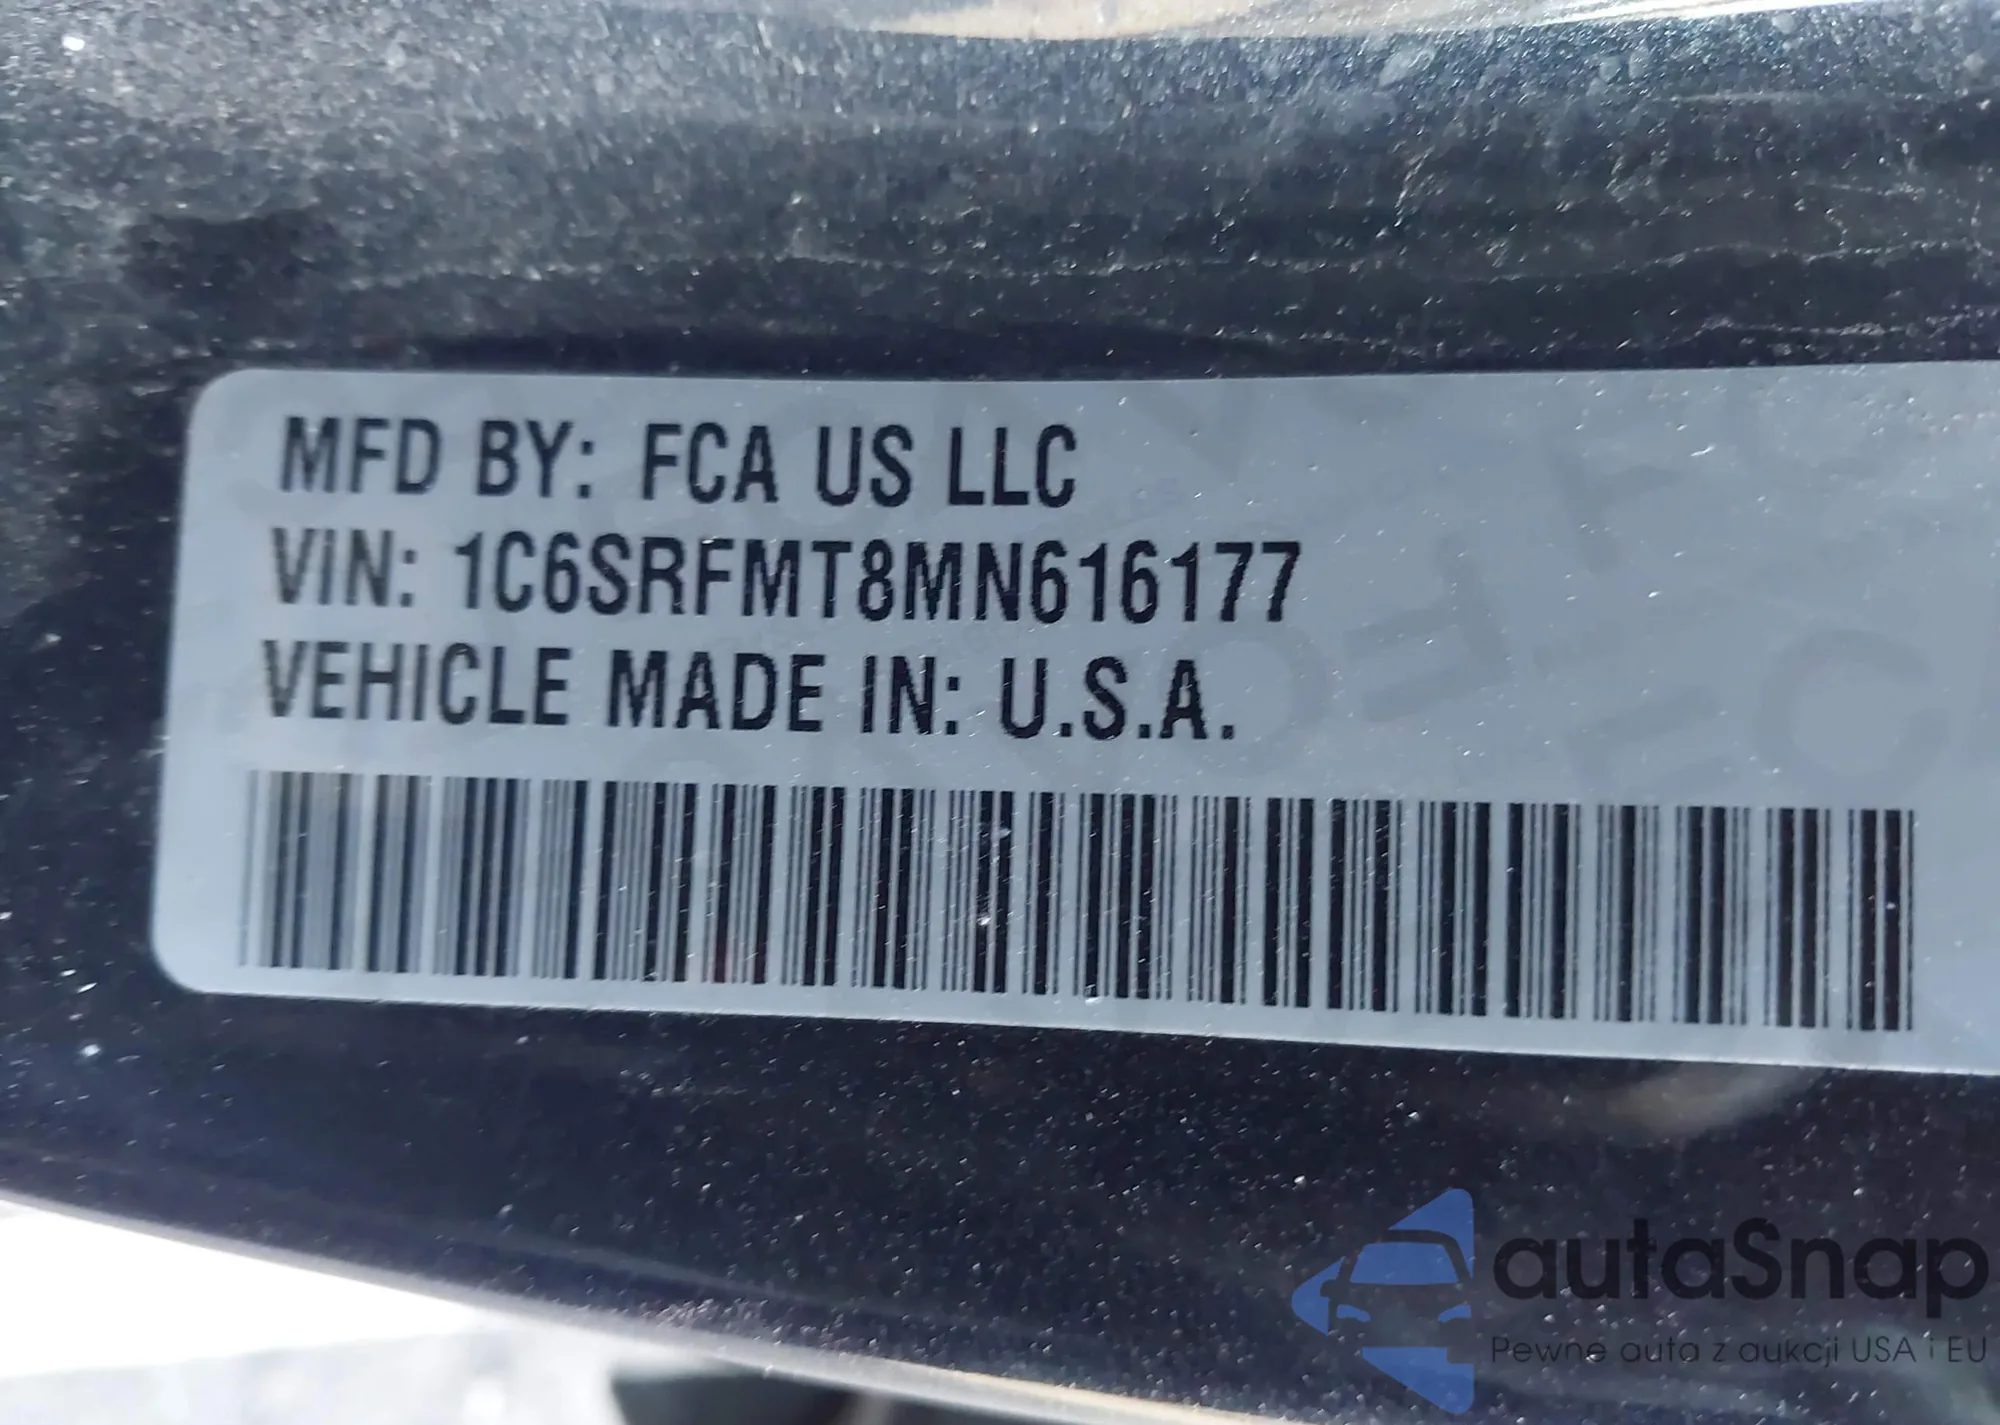 MFD BY: FCA US LLC
VIN: 1C6SRFMT8MN616177
VEHICLE MADE IN: U.S.A.
autaSnap
Pewne auta z aukcji USA i EU